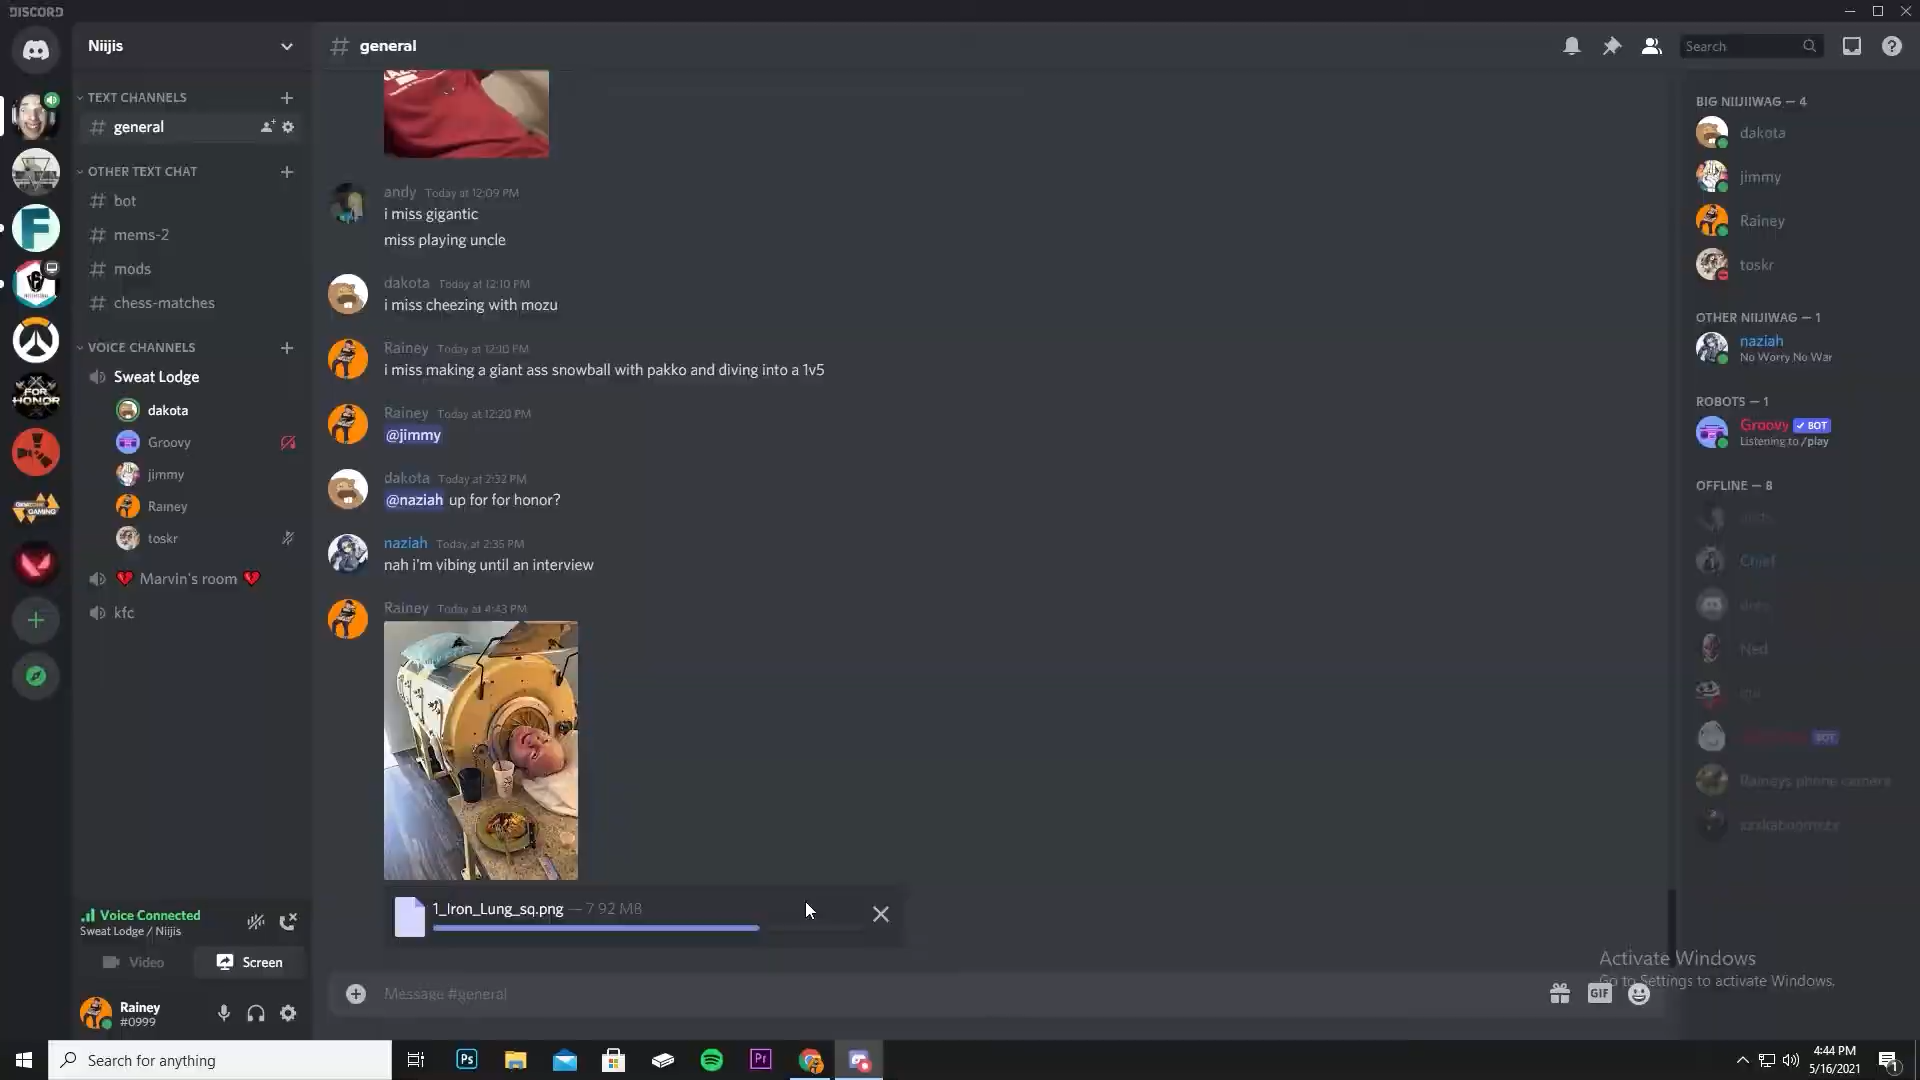 DISCORD
Niijis
general
Search
TEXT CHANNELS
general
OTHER TEXT CHAT
bot
mems-2
mods
chess-matches
VOICE CHANNELS
Sweat Lodge
dakota
Groovy
jimmy
Rainey
toskr
Marvin's room
kfc
Voice Connected
Sweat Lodge / Niijis
Video
Screen
Rainey
#0999
andy Today at 12:09 PM
i miss gigantic
miss playing uncle
dakota Today at 12:10 PM
i miss cheezing with mozu
Rainey Today at 12:10 PM
i miss making a giant ass snowball with pakko and diving into a 1v5
Rainey Today at 12:20 PM
@jimmy
dakota Today at 2:32 PM
@naziah up for for honor?
naziah Today at 2:35 PM
nah i'm vibing until an interview
Rainey Today at 4:43 PM
1_Iron_Lung_sq.png — 7.92 MB
Message #general
GIF
BIG NIIJIIWAG — 4
dakota
jimmy
Rainey
toskr
OTHER NIIJIWAG — 1
naziah
No Worry No War
ROBOTS — 1
Groovy BOT
Listening to /play
OFFLINE — 8
Chief
Ned
BOT
Raineys phone camera
Activate Windows
Go to Settings to activate Windows.
F
FOR
HONOR
GAMING
Search for anything
Ps
Pr
4:44 PM
5/16/2021
1